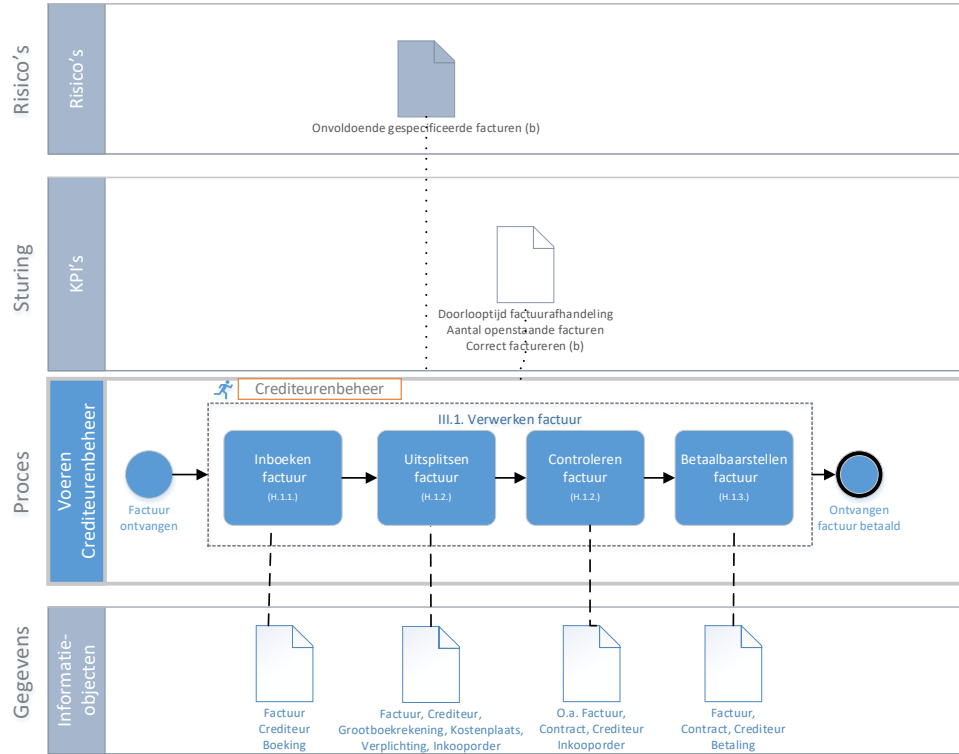 Risico's
Risico's
Onvoldoende gespecificeerde facturen (b)
Sturing
KPI's
Doorlooptijd factuurafhandeling
Aantal openstaande facturen
Correct factureren (b)
Proces
Voeren
Crediteurenbeheer
Crediteurenbeheer
III.1. Verwerken factuur
Factuur
ontvangen
Inboeken
factuur
(H.1.1.)
Uitsplitsen
factuur
(H.1.2.)
Controleren
factuur
(H.1.2.)
Betaalbaarstellen
factuur
(H.1.3.)
Ontvangen
factuur betaald
Gegevens
Informatie-
objecten
Factuur
Crediteur
Boeking
Factuur, Crediteur,
Grootboekrekening, Kostenplaats,
Verplichting, Inkooporder
O.a. Factuur,
Contract, Crediteur
Inkooporder
Factuur,
Contract, Crediteur
Betaling